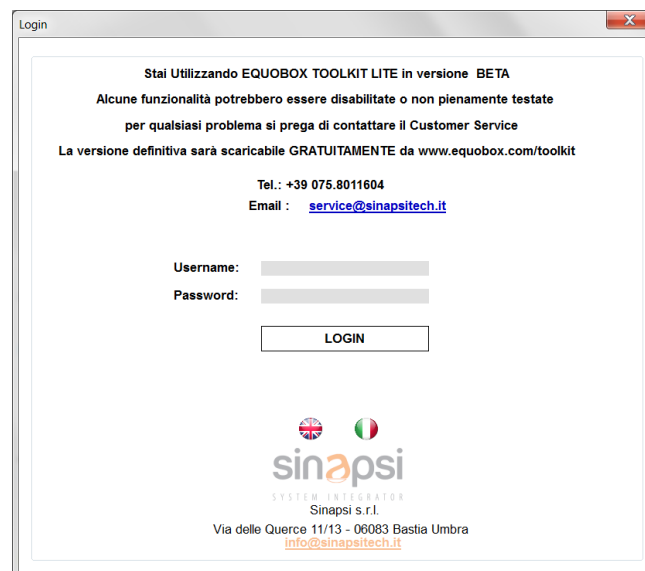 Login
Stai Utilizzando EQUOBOX TOOLKIT LITE in versione BETA
Alcune funzionalità potrebbero essere disabilitate o non pienamente testate
per qualsiasi problema si prega di contattare il Customer Service
La versione definitiva sarà scaricabile GRATUITAMENTE da www.equobox.com/toolkit
Tel.: +39 075.8011604
Email : service@sinapsitech.it
Username:
Password:
LOGIN
sinapsi
SYSTEM INTEGRATOR
Sinapsi s.r.l.
Via delle Querce 11/13 - 06083 Bastia Umbra
info@sinapsitech.it